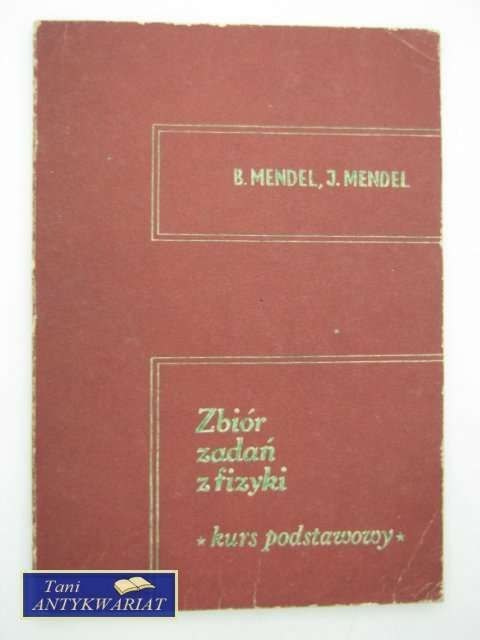 B. MENDEL, J. MENDEL
Zbiór
zadań
z fizyki
* kurs podstawowy *
Tani
ANTYKWARIAT